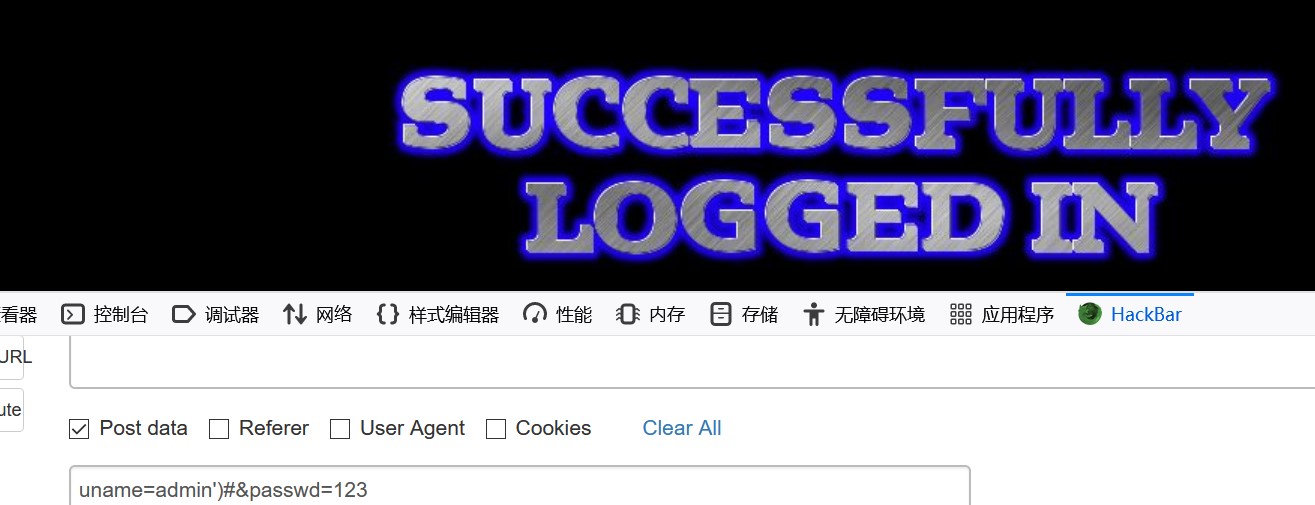 SUCCESSFULLY
LOGGED IN
看器 控制台 调试器 网络 样式编辑器 性能 内存 存储 无障碍环境 应用程序 HackBar
URL
ute
Post data Referer User Agent Cookies Clear All
uname=admin')#&passwd=123